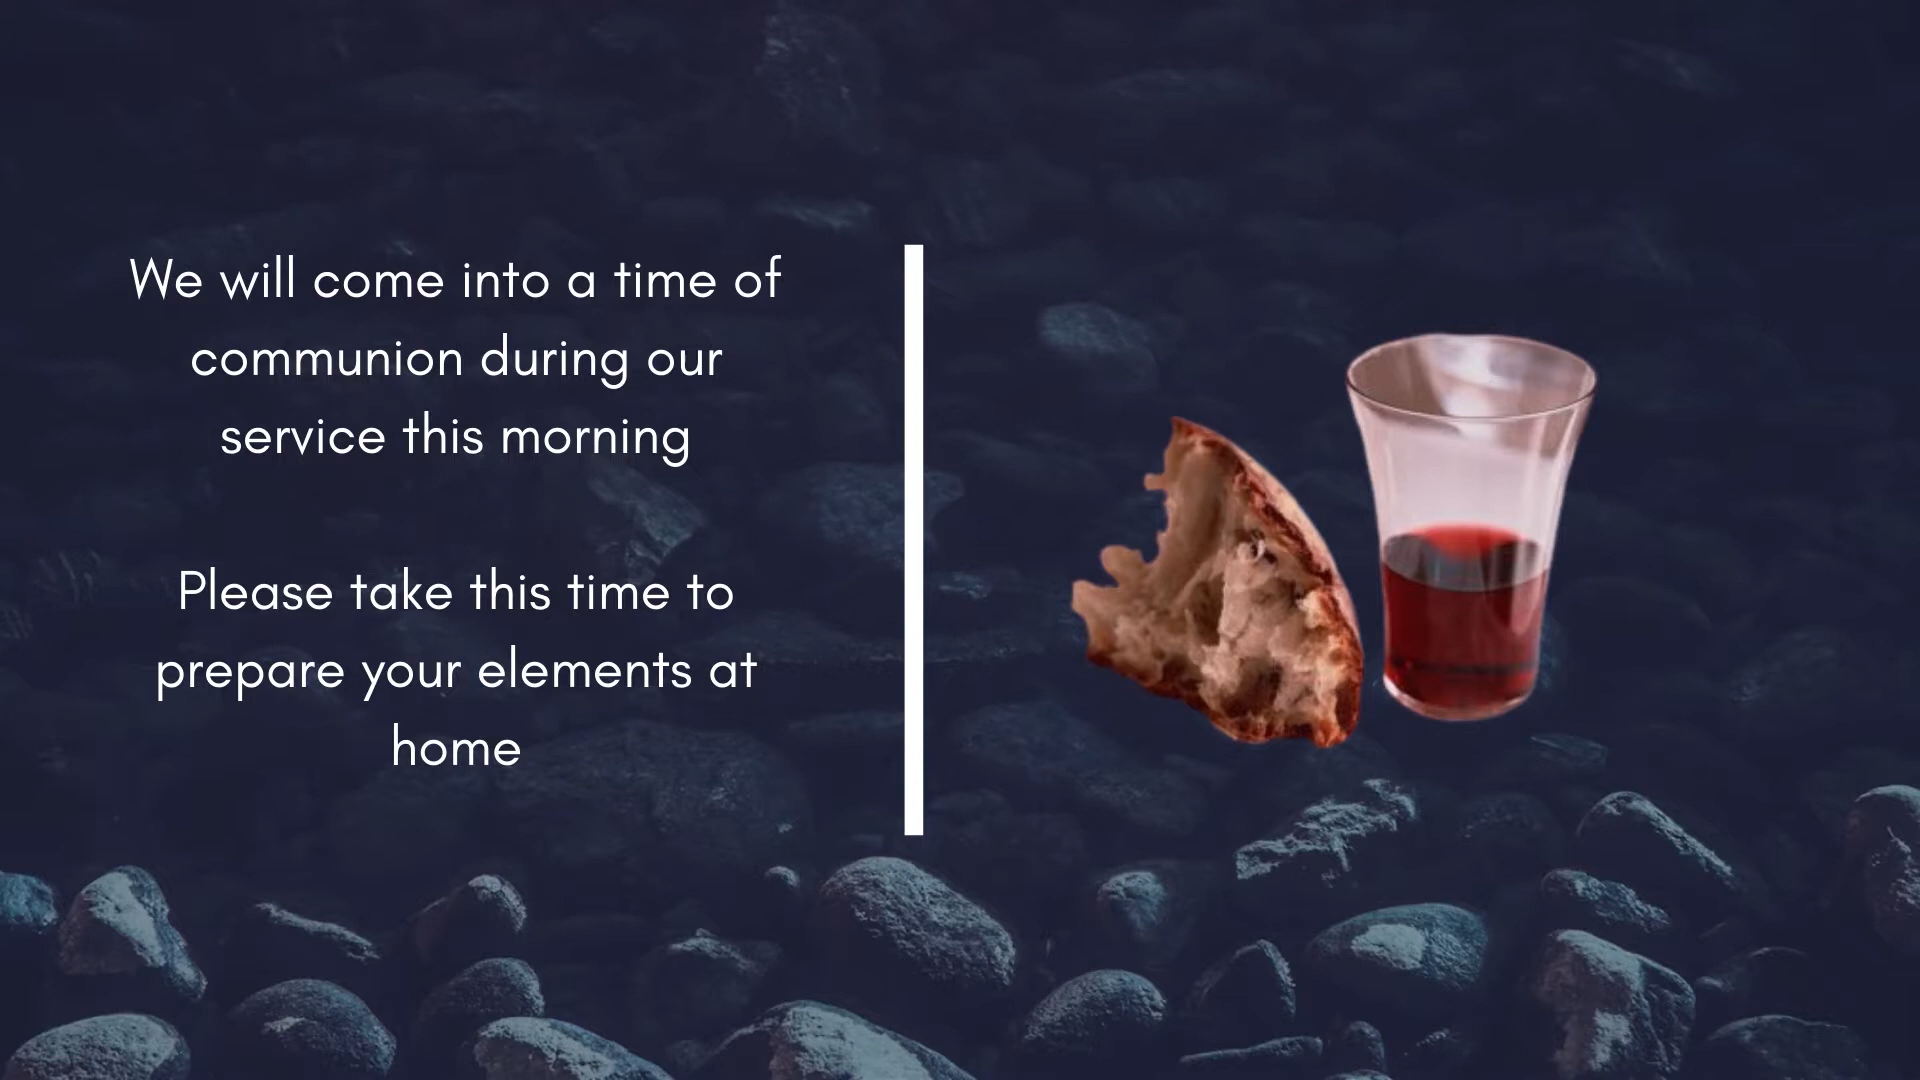 We will come into a time of
communion during our
service this morning
Please take this time to
prepare your elements at
home